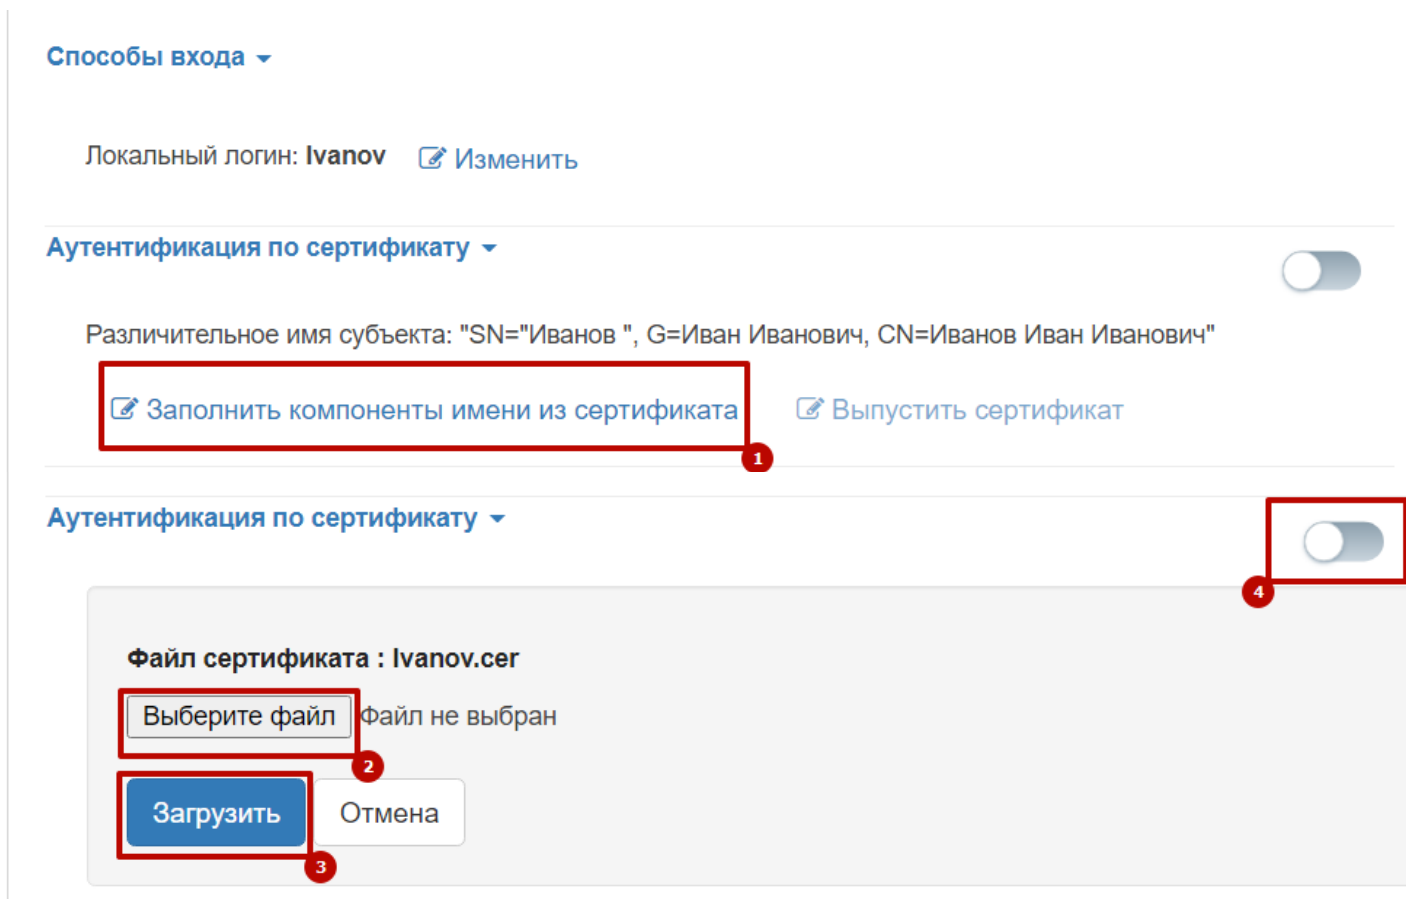 Способы входа
Локальный логин: Ivanov Изменить
Аутентификация по сертификату
Различительное имя субъекта: "SN="Иванов ", G=Иван Иванович, CN=Иванов Иван Иванович"
Заполнить компоненты имени из сертификата Выпустить сертификат
1
Аутентификация по сертификату
4
Файл сертификата : Ivanov.cer
Выберите файл Файл не выбран
2
Загрузить Отмена
3